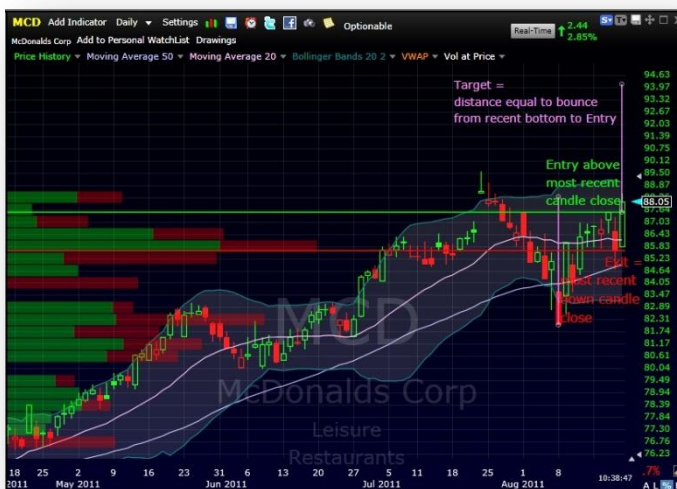 MCD Add Indicator Daily Settings Optionable Real-Time 2.44
2.85%
McDonalds Corp Add to Personal WatchList Drawings
Price History Moving Average 50 Moving Average 20 Bollinger Bands 20 2 VWAP Vol at Price
Target =
distance equal to bounce
from recent bottom to Entry
Entry above
most recent
candle close
Exit =
most recent
down candle
close
94.63
93.97
93.32
92.67
92.03
91.39
90.75
90.12
89.50
88.87
88.05
87.64
87.03
86.43
85.83
85.23
84.64
84.05
83.47
82.89
82.31
81.74
81.17
80.61
80.04
79.49
78.94
78.39
77.84
77.30
76.76
76.23
MCD
McDonalds Corp
Leisure
Restaurants
18 25 2 9 16 23 31 6 13 20 27 5 11 18 25 1 8
2011 May 2011 Jun 2011 Jul 2011 Aug 2011
.7%
10:38:47
A L %